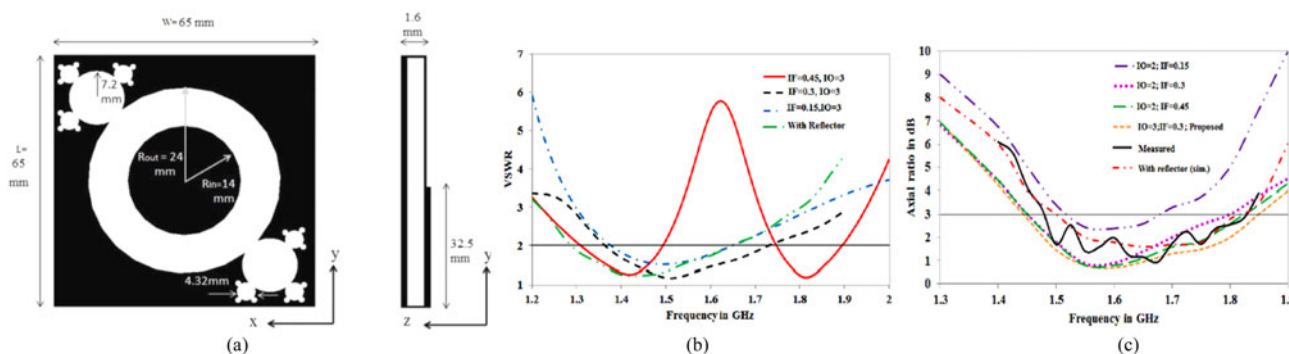 W=65 mm
1.6
mm
L=
65
mm
7.2
mm
Rout = 24
mm
Rin=14
mm
4.32mm
32.5
mm
y
X
y
Z
(a)
VSWR
7
6
5
4
3
2
1
IF=0.45, IO=3
IF=0.3, IO=3
IF=0.15,IO=3
With Reflector
1.2 1.3 1.4 1.5 1.6 1.7 1.8 1.9 2
Frequency in GHz
(b)
Axial ratio in dB
10
9
8
7
6
5
4
3
2
1
0
IO=2; IF=0.15
IO=2; IF=0.3
IO=2; IF=0.45
IO=3;IF=0.3; Proposed
Measured
With reflector (sim.)
1.3 1.4 1.5 1.6 1.7 1.8
Frequency in GHz
(c)